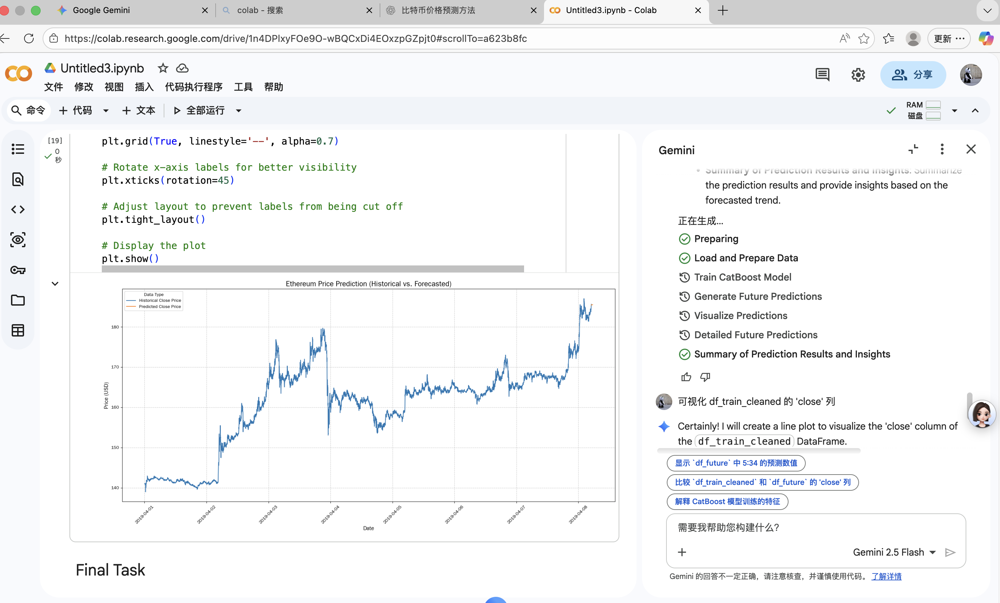 Google Gemini
colab - 搜索
比特币价格预测方法
Untitled3.ipynb - Colab
https://colab.research.google.com/drive/1n4DPlxyFOe9O-wBQCxDi4EOxzpGZpjt0#scrollTo=a623b8fc
更新
Untitled3.ipynb
文件 修改 视图 插入 代码执行程序 工具 帮助
分享
命令 + 代码 + 文本 全部运行
RAM
磁盘
[19]
0
秒
plt.grid(True, linestyle='--', alpha=0.7)
# Rotate x-axis labels for better visibility
plt.xticks(rotation=45)
# Adjust layout to prevent labels from being cut off
plt.tight_layout()
# Display the plot
plt.show()
Ethereum Price Prediction (Historical vs. Forecasted)
Data Type
Historical Close Price
Predicted Close Price
Price (USD)
180
170
160
150
140
2019-04-01
2019-04-02
2019-04-03
2019-04-04
2019-04-05
2019-04-06
2019-04-07
2019-04-08
Date
Final Task
Gemini
Summary of Prediction Results and Insights: Summarize
the prediction results and provide insights based on the
forecasted trend.
正在生成...
Preparing
Load and Prepare Data
Train CatBoost Model
Generate Future Predictions
Visualize Predictions
Detailed Future Predictions
Summary of Prediction Results and Insights
可视化 df_train_cleaned 的 'close' 列
Certainly! I will create a line plot to visualize the 'close' column of
the df_train_cleaned DataFrame.
显示 `df_future` 中 5:34 的预测数值
比较 `df_train_cleaned` 和 `df_future` 的 'close' 列
解释 CatBoost 模型训练的特征
需要我帮助您构建什么?
Gemini 2.5 Flash
Gemini 的回答不一定正确，请注意核查，并谨慎使用代码。 了解详情